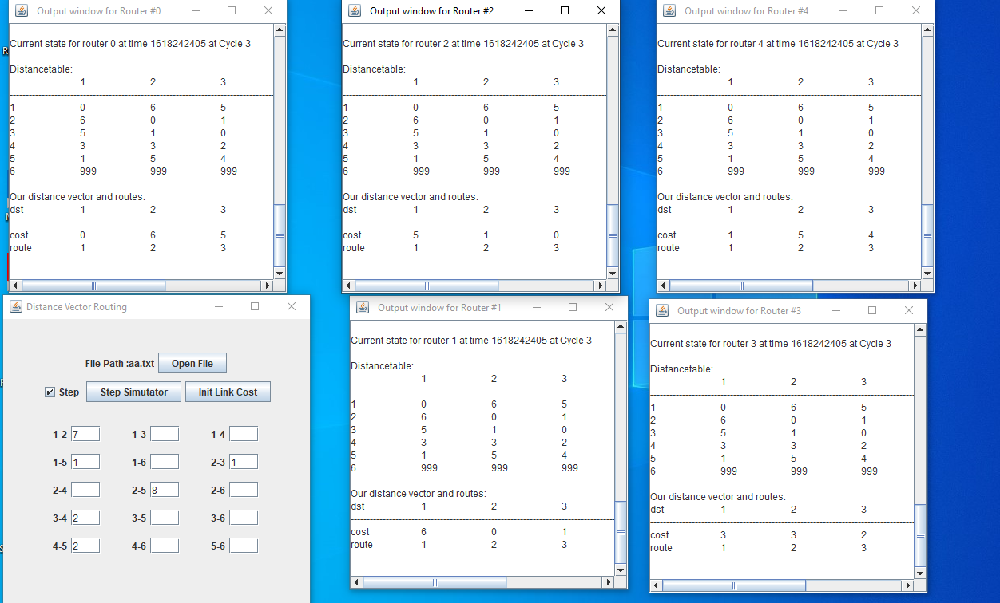 Output window for Router #0
Current state for router 0 at time 1618242405 at Cycle 3
Distancetable:
1 2 3
1 0 6 5
2 6 0 1
3 5 1 0
4 3 3 2
5 1 5 4
6 999 999 999
Our distance vector and routes:
dst 1 2 3
cost 0 6 5
route 1 2 3
Output window for Router #2
Current state for router 2 at time 1618242405 at Cycle 3
Distancetable:
1 2 3
1 0 6 5
2 6 0 1
3 5 1 0
4 3 3 2
5 1 5 4
6 999 999 999
Our distance vector and routes:
dst 1 2 3
cost 5 1 0
route 1 2 3
Output window for Router #4
Current state for router 4 at time 1618242405 at Cycle 3
Distancetable:
1 2 3
1 0 6 5
2 6 0 1
3 5 1 0
4 3 3 2
5 1 5 4
6 999 999 999
Our distance vector and routes:
dst 1 2 3
cost 1 5 4
route 1 2 3
Distance Vector Routing
File Path :aa.txt Open File
Step Step Simutator Init Link Cost
1-2 7 1-3 1-4
1-5 1 1-6 2-3 1
2-4 2-5 8 2-6
3-4 2 3-5 3-6
4-5 2 4-6 5-6
Output window for Router #1
Current state for router 1 at time 1618242405 at Cycle 3
Distancetable:
1 2 3
1 0 6 5
2 6 0 1
3 5 1 0
4 3 3 2
5 1 5 4
6 999 999 999
Our distance vector and routes:
dst 1 2 3
cost 6 0 1
route 1 2 3
Output window for Router #3
Current state for router 3 at time 1618242405 at Cycle 3
Distancetable:
1 2 3
1 0 6 5
2 6 0 1
3 5 1 0
4 3 3 2
5 1 5 4
6 999 999 999
Our distance vector and routes:
dst 1 2 3
cost 3 3 2
route 1 2 3